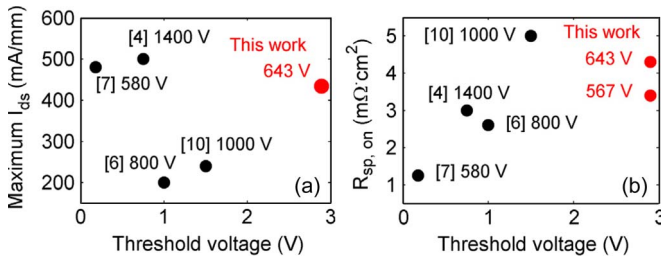 600
500
400
300
200
Maximum I_ds (mA/mm)
[4] 1400 V
[7] 580 V
This work
643 V
[10] 1000 V
[6] 800 V
(a)
0
1
2
3
Threshold voltage (V)
5
4
3
2
1
R_sp, on (mΩ·cm²)
[10] 1000 V
This work
643 V
567 V
[4] 1400 V
[6] 800 V
[7] 580 V
(b)
0
1
2
3
Threshold voltage (V)